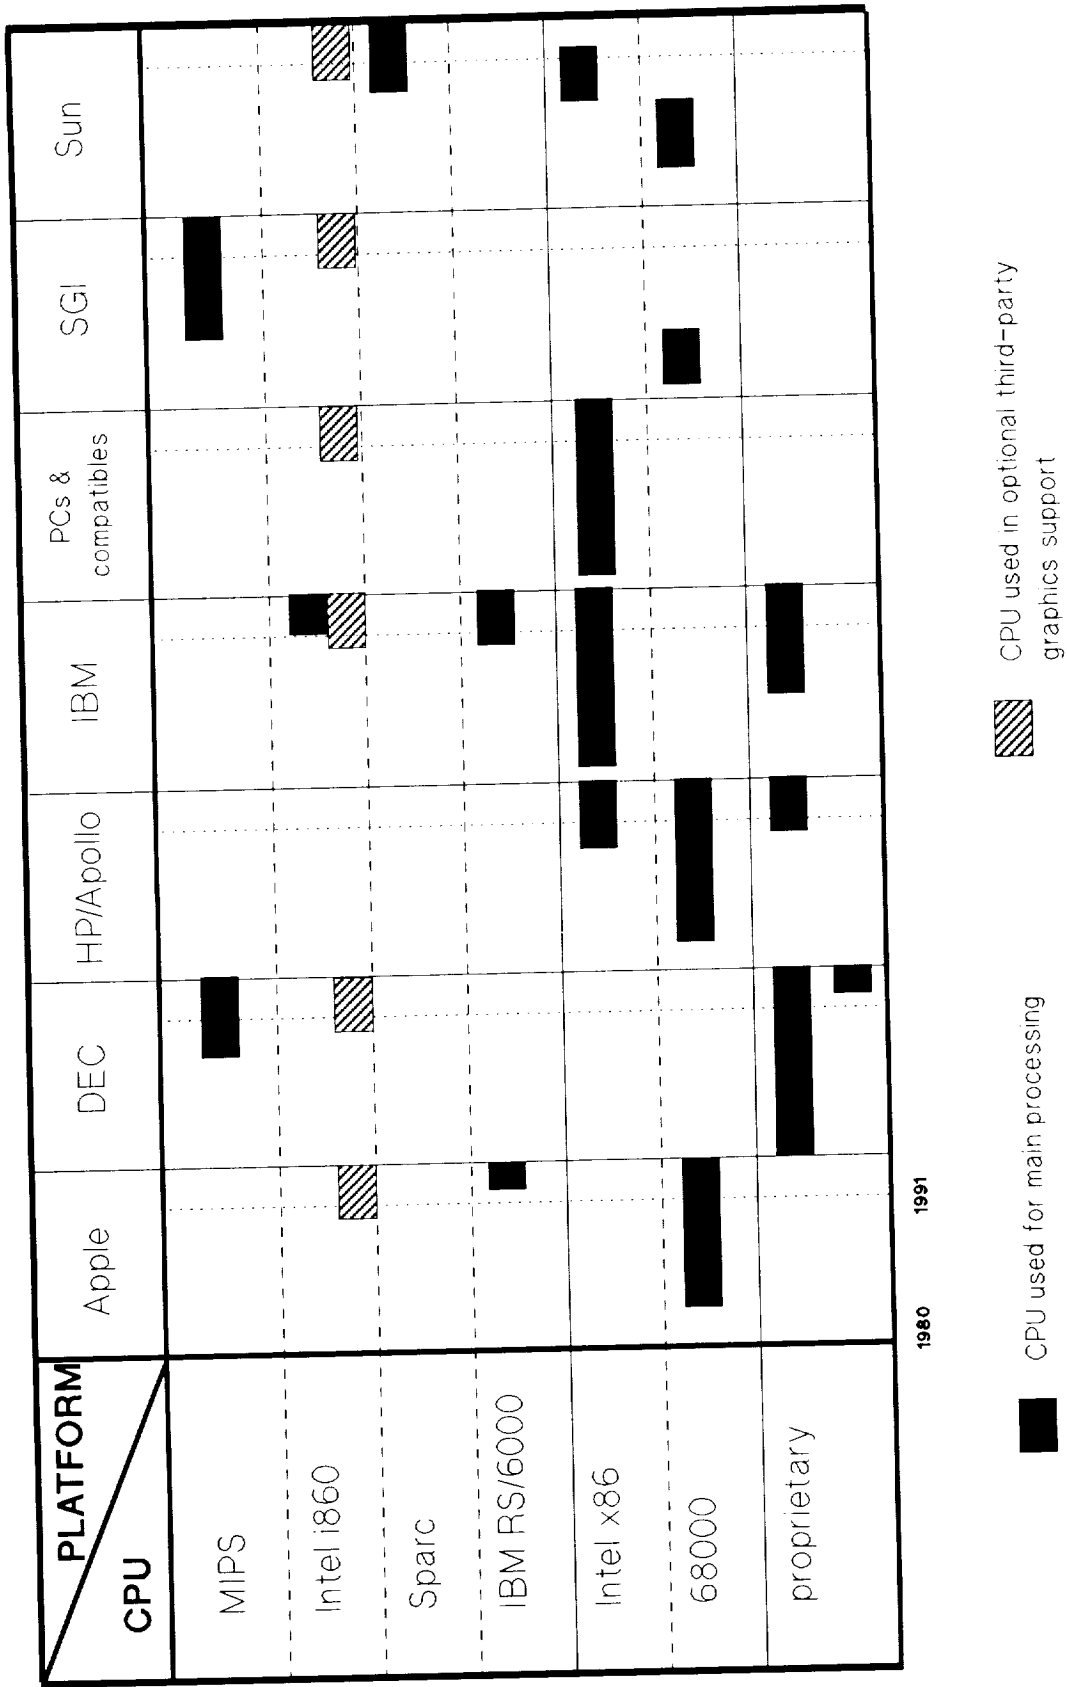 PLATFORM
CPU
Apple
DEC
HP/Apollo
IBM
PCs &
compatibles
SGI
Sun
MIPS
Intel i860
Sparc
IBM RS/6000
Intel x86
68000
proprietary
1980
1991
CPU used for main processing
CPU used in optional third-party
graphics support